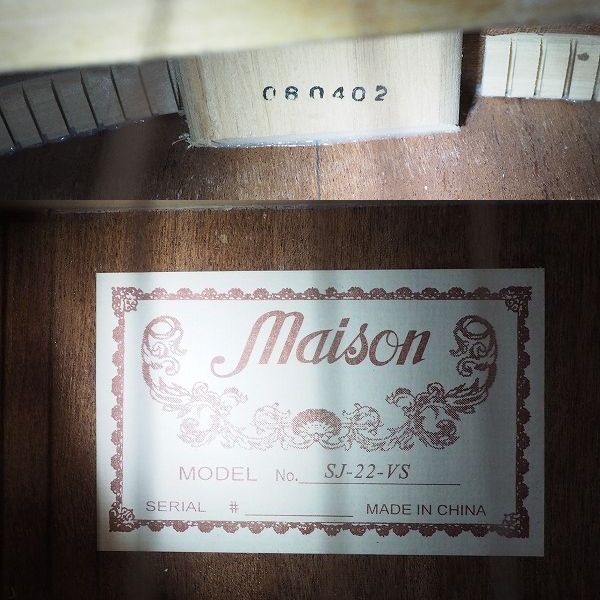 080402
Maison
MODEL No. SJ-22-VS
SERIAL # MADE IN CHINA